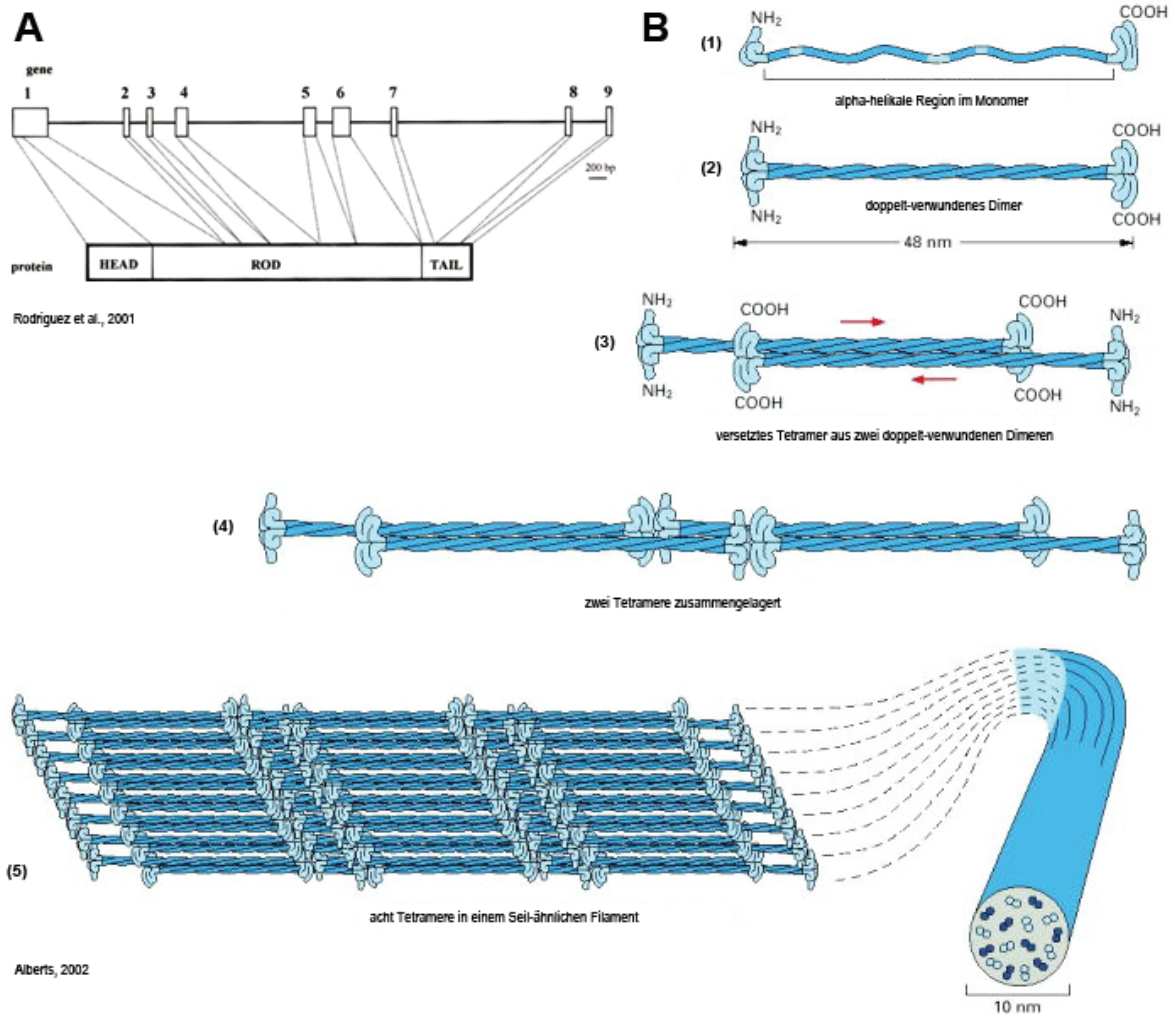 A
gene
1 2 3 4 5 6 7 8 9
200 bp
protein
HEAD
ROD
TAIL
Rodriguez et al., 2001
B
(1)
NH2
COOH
alpha-helikale Region im Monomer
(2)
NH2
COOH
NH2
COOH
doppelt-verwundenes Dimer
48 nm
(3)
NH2
COOH
COOH
NH2
NH2
COOH
COOH
NH2
versetztes Tetramer aus zwei doppelt-verwundenen Dimeren
(4)
zwei Tetramere zusammengelagert
(5)
acht Tetramere in einem Seil-ähnlichen Filament
Alberts, 2002
10 nm